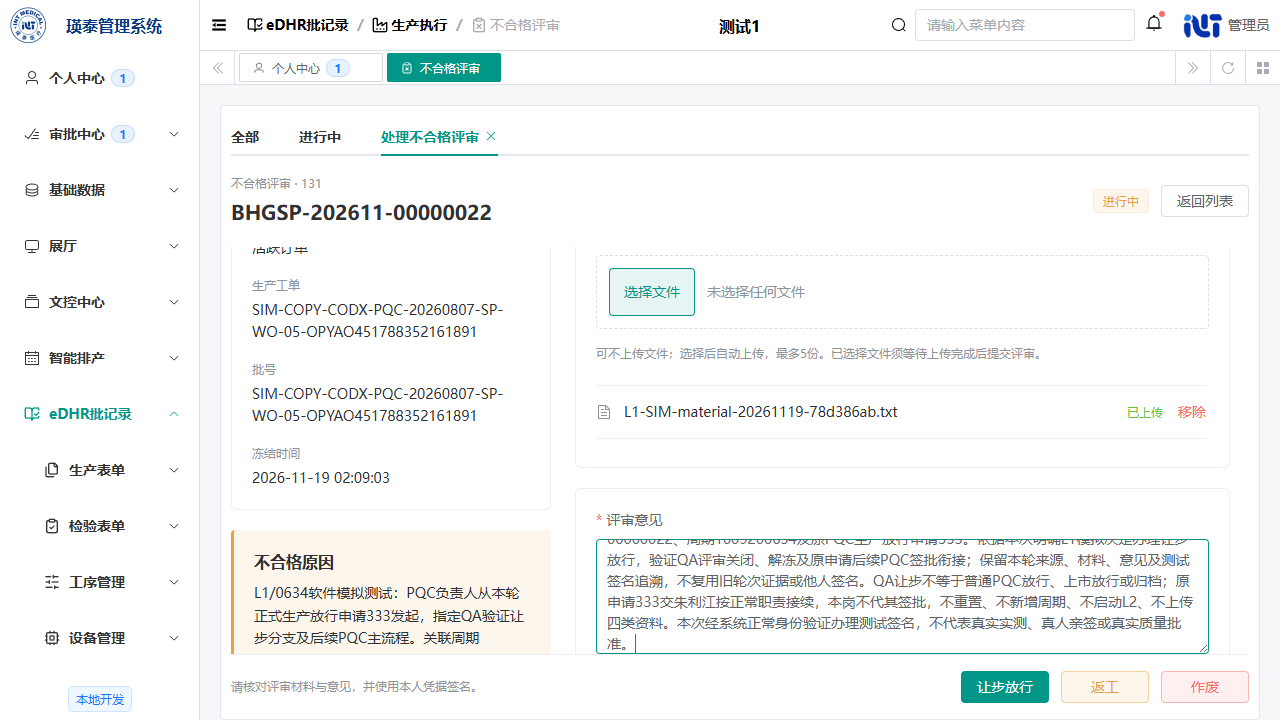 瑛泰管理系统
eDHR批记录 / 生产执行 / 不合格评审
测试1
请输入菜单内容
管理员
个人中心 1
不合格评审
个人中心 1
审批中心 1
基础数据
展厅
文控中心
智能排产
eDHR批记录
生产表单
检验表单
工序管理
设备管理
本地开发
全部
进行中
处理不合格评审
不合格评审 · 131
BHGSP-202611-00000022
进行中
返回列表
活跃订单
生产工单
SIM-COPY-CODX-PQC-20260807-SP-
WO-05-OPYAO451788352161891
批号
SIM-COPY-CODX-PQC-20260807-SP-
WO-05-OPYAO451788352161891
冻结时间
2026-11-19 02:09:03
不合格原因
L1/0634软件模拟测试：PQC负责人从本轮
正式生产放行申请333发起，指定QA验证让
步分支及后续PQC主流程。关联周期
选择文件
未选择任何文件
可不上传文件；选择后自动上传，最多5份。已选择文件须等待上传完成后提交评审。
L1-SIM-material-20261119-78d386ab.txt
已上传
移除
* 评审意见
放行，验证QA评审关闭、解冻及原申请后续PQC签批衔接；保留本轮来源、材料、意见及测试
签名追溯，不复用旧轮次证据或他人签名。QA让步不等于普通PQC放行、上市放行或归档；原
申请333交朱利江按正常职责接续，本岗不代其签批，不重置、不新增周期、不启动L2、不上传
四类资料。本次经系统正常身份验证办理测试签名，不代表真实实测、真人亲签或真实质量批
准。
请核对评审材料与意见，并使用本人凭据签名。
让步放行
返工
作废